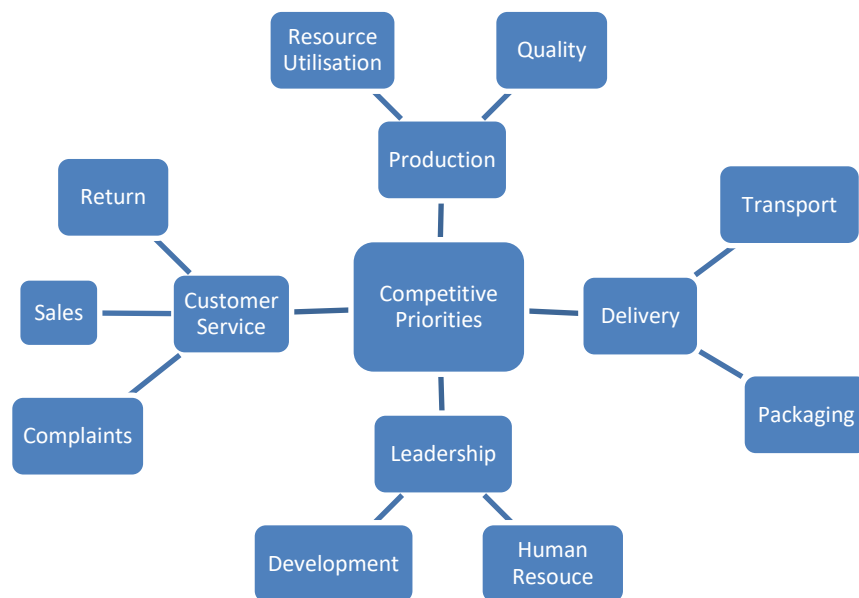 Resource
Utilisation
Quality
Production
Return
Transport
Sales
Customer
Service
Competitive
Priorities
Delivery
Complaints
Packaging
Leadership
Development
Human
Resouce